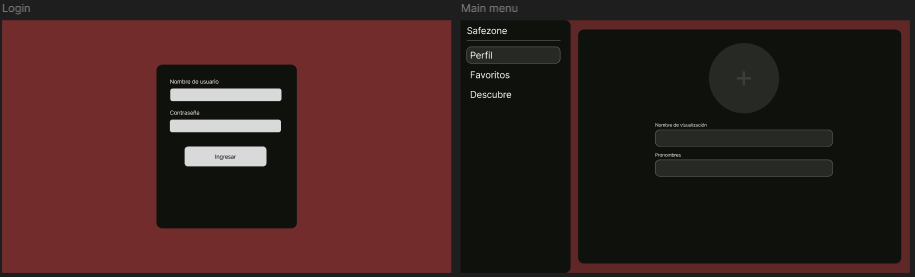 Login
Nombre de usuario
Contraseña
Ingresar
Main menu
Safezone
Perfil
Favoritos
Descubre
Nombre de visualización
Pronombres